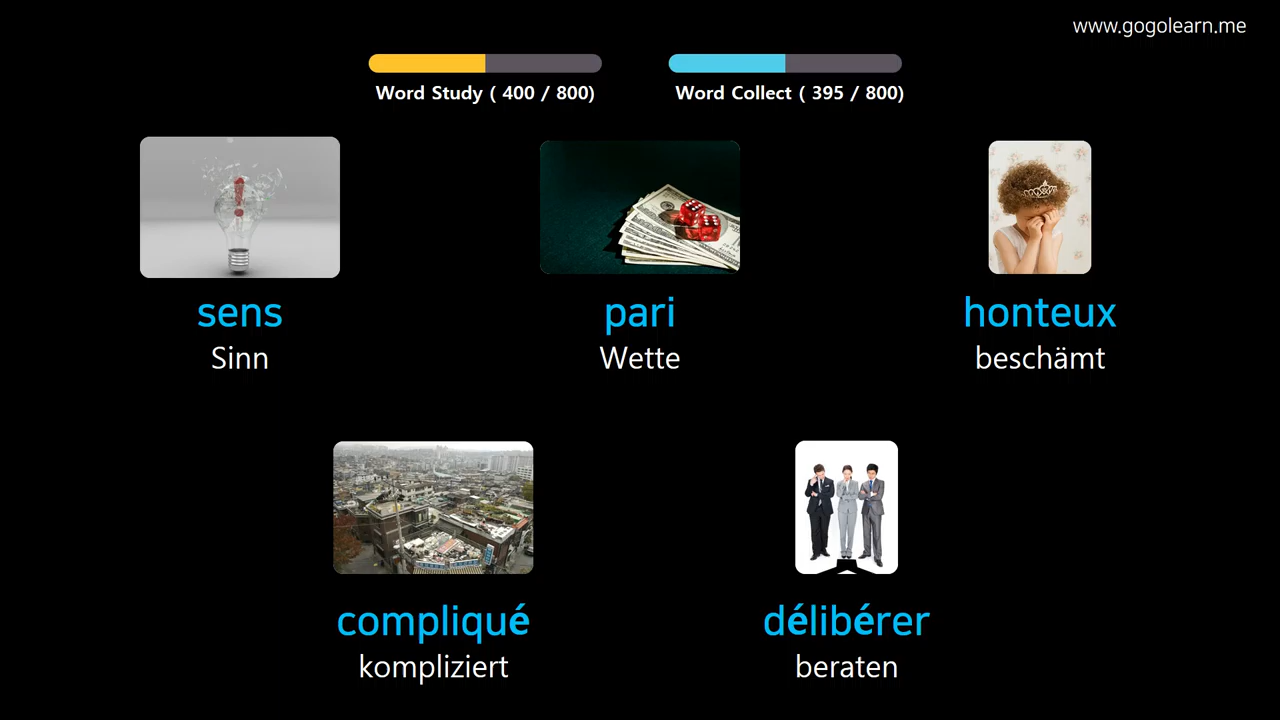 www.gogolearn.me
Word Study ( 400 / 800)
Word Collect ( 395 / 800)
sens
Sinn
pari
Wette
honteux
beschämt
compliqué
kompliziert
délibérer
beraten